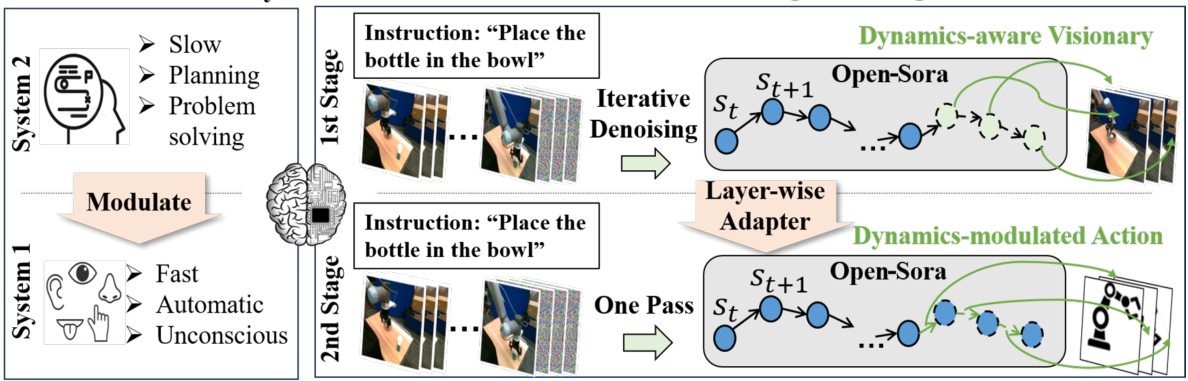 System 2
➢ Slow
➢ Planning
➢ Problem
solving
Modulate
System 1
➢ Fast
➢ Automatic
➢ Unconscious
1st Stage
Instruction: “Place the
bottle in the bowl”
...
Iterative
Denoising
Dynamics-aware Visionary
Open-Sora
S_t
S_{t+1}
...
Layer-wise
Adapter
2nd Stage
Instruction: “Place the
bottle in the bowl”
...
One Pass
Dynamics-modulated Action
Open-Sora
S_t
S_{t+1}
...